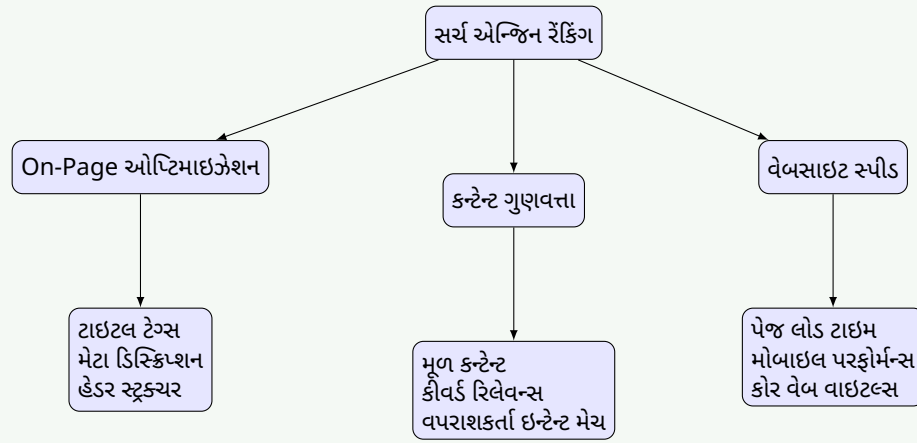 સર્ચ એન્જિન રેંકિંગ
On-Page ઓપ્ટિમાઇઝેશન
કન્ટેન્ટ ગુણવત્તા
વેબસાઇટ સ્પીડ
ટાઇટલ ટેગ્સ
મેટા ડિસ્ક્રિપ્શન
હેડર સ્ટ્રક્ચર
મૂળ કન્ટેન્ટ
કીવર્ડ રિલેવન્સ
વપરાશકર્તા ઇન્ટેન્ટ મેચ
પેજ લોડ ટાઇમ
મોબાઇલ પરફોર્મન્સ
કોર વેબ વાઇટલ્સ